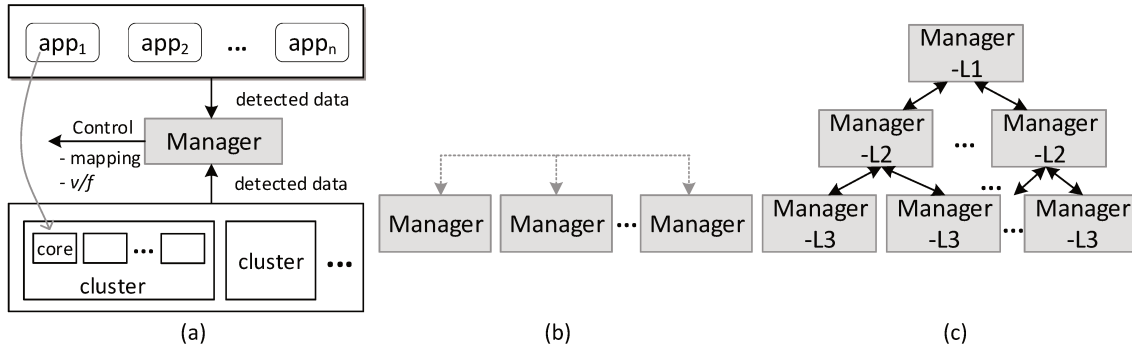 app1 app2 ... appn
detected data
Control
Manager
- mapping
- v/f
detected data
core ...
cluster
cluster ...
(a)
Manager Manager ... Manager
(b)
Manager
-L1
Manager
-L2
...
Manager
-L2
...
Manager
-L3
Manager
-L3
...
Manager
-L3
(c)